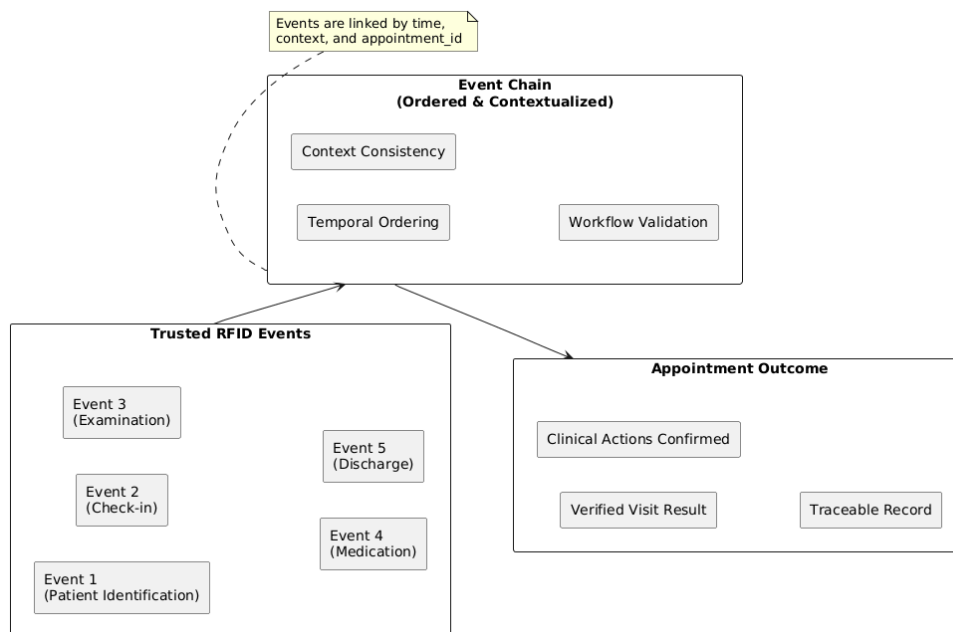 Events are linked by time,
context, and appointment_id
Event Chain
(Ordered & Contextualized)
Context Consistency
Temporal Ordering
Workflow Validation
Trusted RFID Events
Event 3
(Examination)
Event 5
(Discharge)
Event 2
(Check-in)
Event 4
(Medication)
Event 1
(Patient Identification)
Appointment Outcome
Clinical Actions Confirmed
Verified Visit Result
Traceable Record